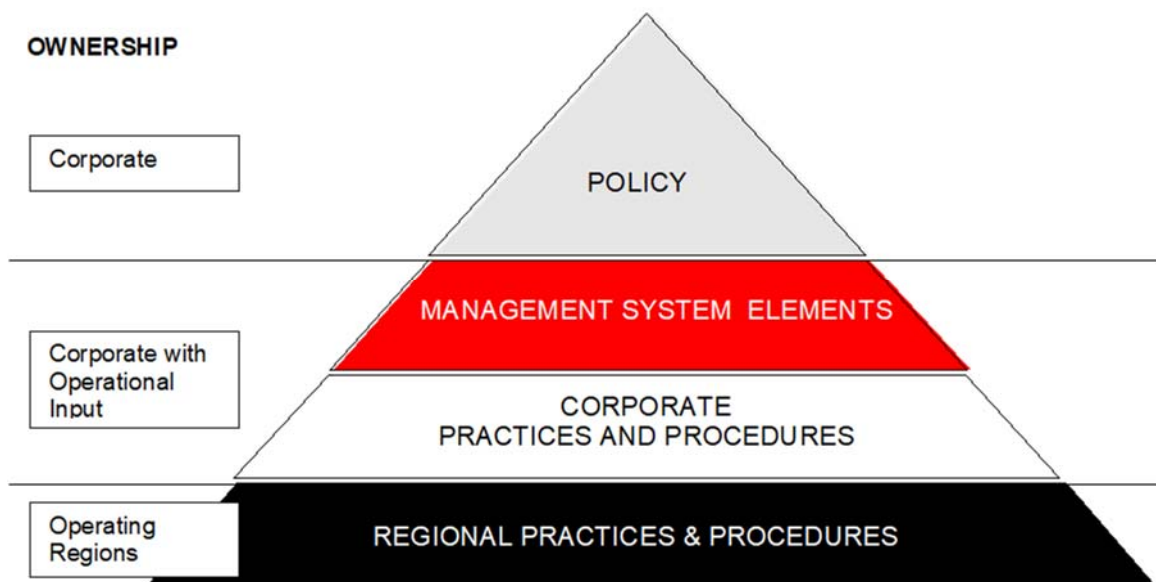 OWNERSHIP
Corporate
POLICY
MANAGEMENT SYSTEM ELEMENTS
Corporate with
Operational
Input
CORPORATE
PRACTICES AND PROCEDURES
Operating
Regions
REGIONAL PRACTICES & PROCEDURES